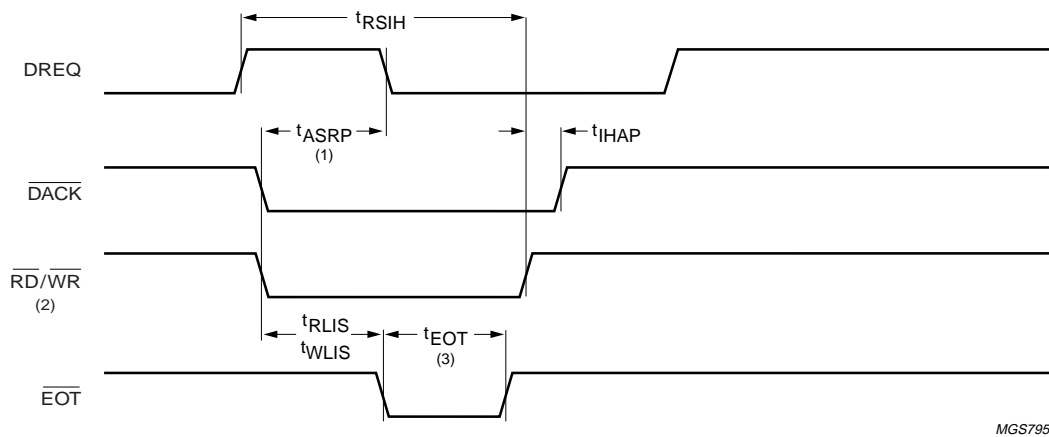 tRSIH
DREQ
tASRP
(1)
tIHAP
DACK
RD/WR
(2)
tRLIS
tWLIS
tEOT
(3)
EOT
MGS795